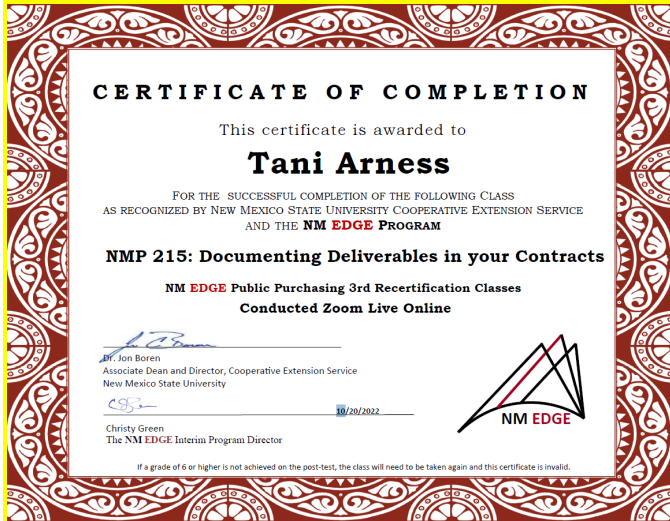 CERTIFICATE OF COMPLETION
This certificate is awarded to
Tani Arness
FOR THE SUCCESSFUL COMPLETION OF THE FOLLOWING CLASS
AS RECOGNIZED BY NEW MEXICO STATE UNIVERSITY COOPERATIVE EXTENSION SERVICE
AND THE NM EDGE PROGRAM
NMP 215: Documenting Deliverables in your Contracts
NM EDGE Public Purchasing 3rd Recertification Classes
Conducted Zoom Live Online
Dr. Jon Boren
Associate Dean and Director, Cooperative Extension Service
New Mexico State University
10/20/2022
Christy Green
The NM EDGE Interim Program Director
NM EDGE
If a grade of 6 or higher is not achieved on the post-test, the class will need to be taken again and this certificate is invalid.